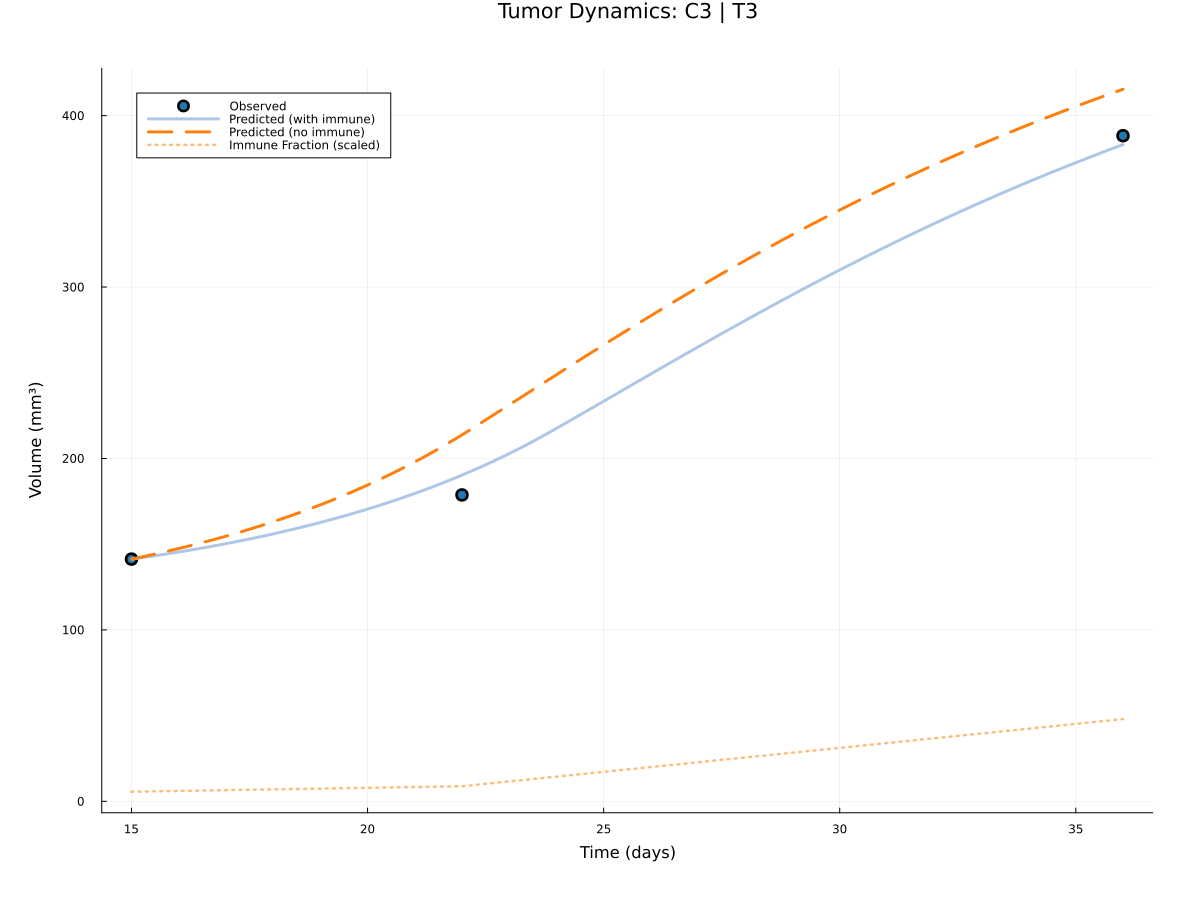 Tumor Dynamics: C3 | T3
Observed
Predicted (with immune)
Predicted (no immune)
Immune Fraction (scaled)
400
300
200
100
0
Volume (mm³)
15
20
25
30
35
Time (days)